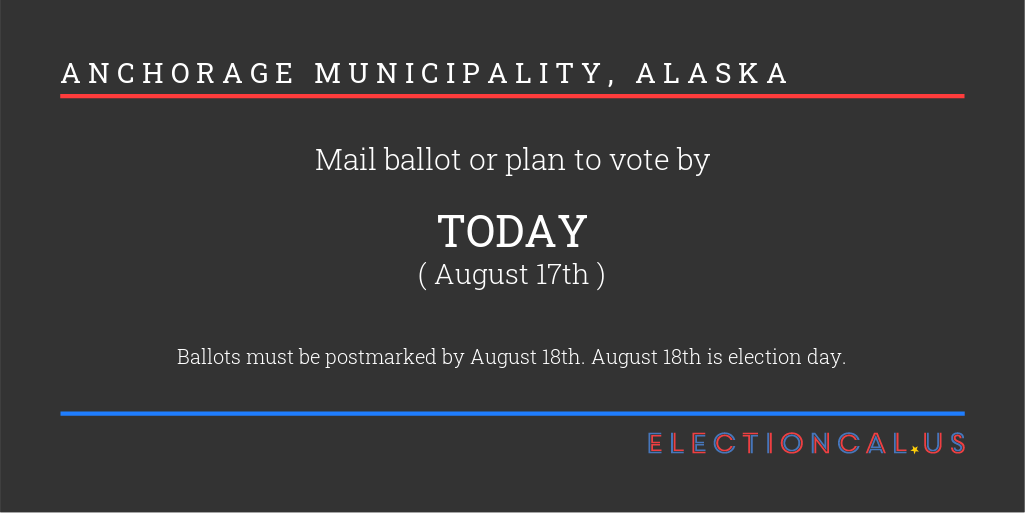 ANCHORAGE MUNICIPALITY, ALASKA
Mail ballot or plan to vote by
TODAY
( August 17th )
Ballots must be postmarked by August 18th. August 18th is election day.
ELECTIONCAL.US